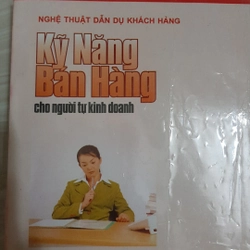 NGHỆ THUẬT DẪN DỤ KHÁCH HÀNG
Kỹ Năng
Bán Hàng
cho người tự kinh doanh